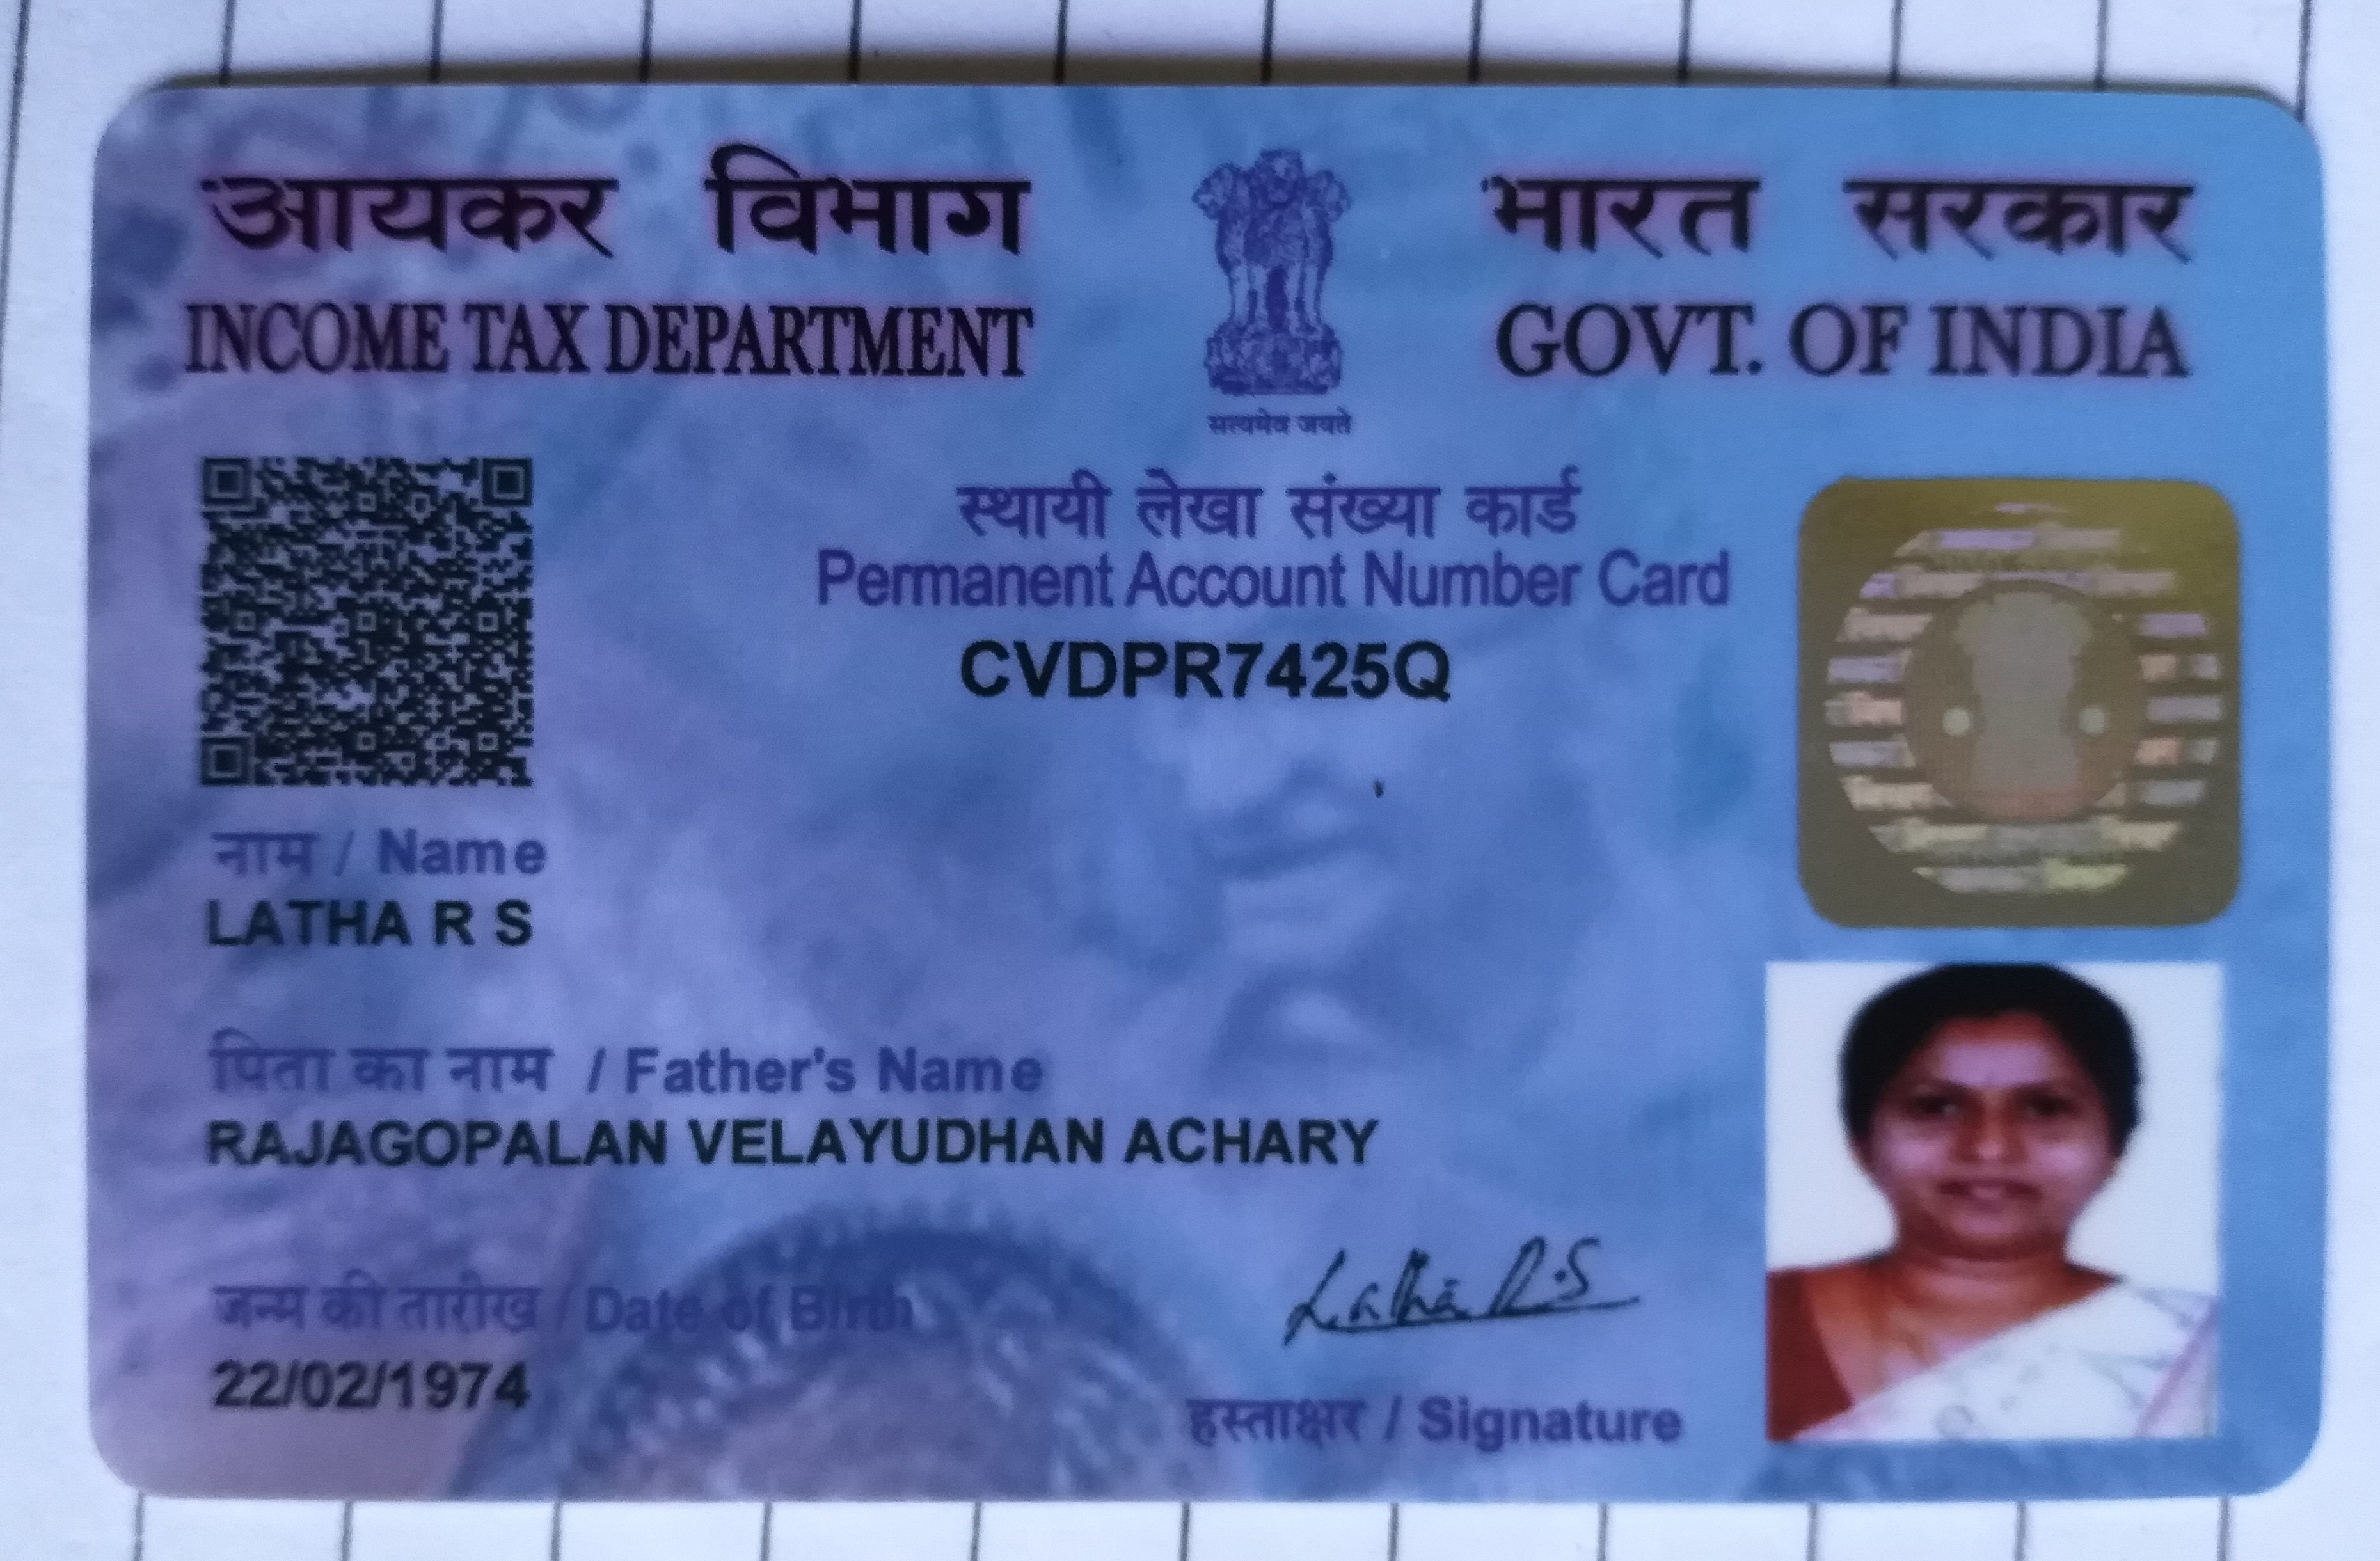 आयकर विभाग
INCOME TAX DEPARTMENT
सत्यमेव जयते
भारत सरकार
GOVT. OF INDIA
स्थायी लेखा संख्या कार्ड
Permanent Account Number Card
CVDPR7425Q
नाम / Name
LATHA R S
पिता का नाम / Father's Name
RAJAGOPALAN VELAYUDHAN ACHARY
जन्म की तारीख / Date of Birth
22/02/1974
Latha R.S
हस्ताक्षर / Signature